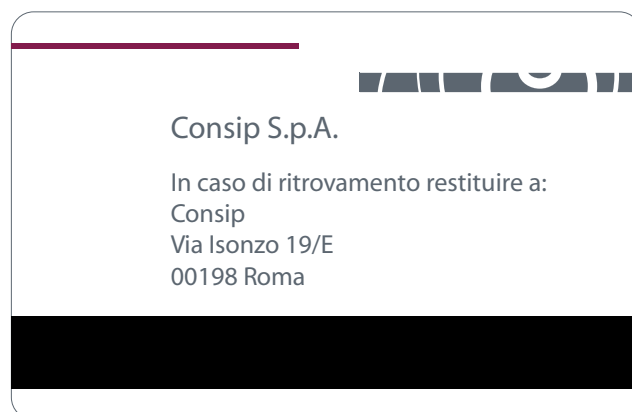 Consip S.p.A.
In caso di ritrovamento restituire a:
Consip
Via Isonzo 19/E
00198 Roma